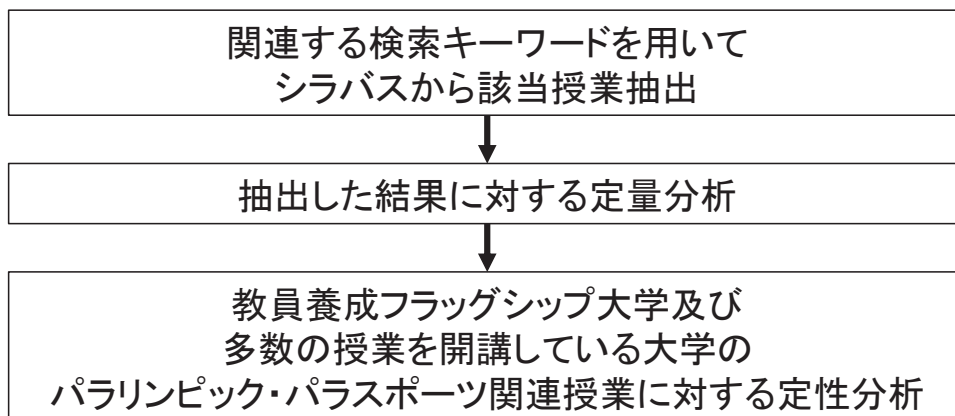 関連する検索キーワードを用いて
シラバスから該当授業抽出
抽出した結果に対する定量分析
教員養成フラッグシップ大学及び
多数の授業を開講している大学の
パラリンピック・パラスポーツ関連授業に対する定性分析